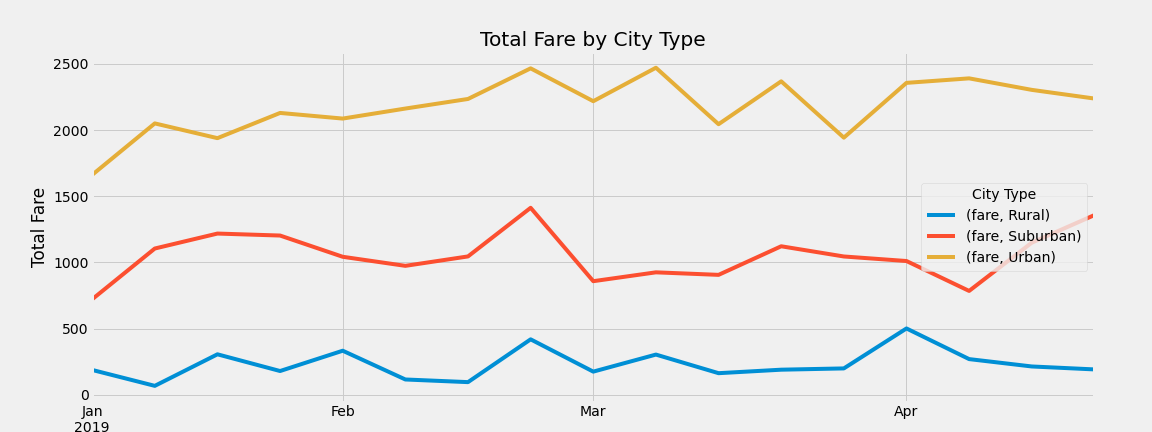 Total Fare by City Type
Total Fare
2500
2000
1500
1000
500
0
City Type
(fare, Rural)
(fare, Suburban)
(fare, Urban)
Jan Feb Mar Apr
2019